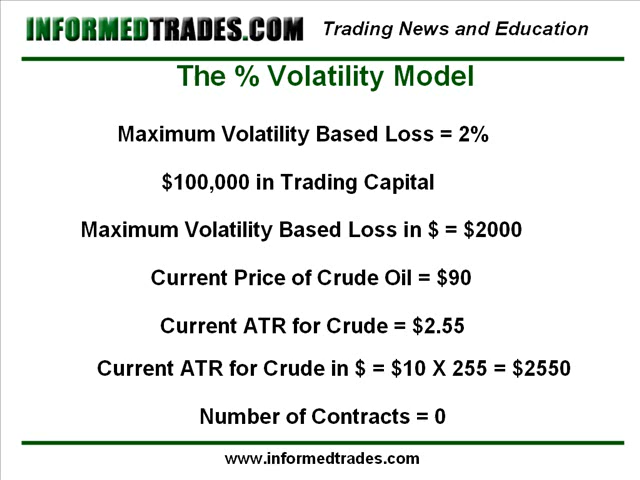 INFORMEDTRADES.COM Trading News and Education
The % Volatility Model
Maximum Volatility Based Loss = 2%
$100,000 in Trading Capital
Maximum Volatility Based Loss in $ = $2000
Current Price of Crude Oil = $90
Current ATR for Crude = $2.55
Current ATR for Crude in $ = $10 X 255 = $2550
Number of Contracts = 0
www.informedtrades.com